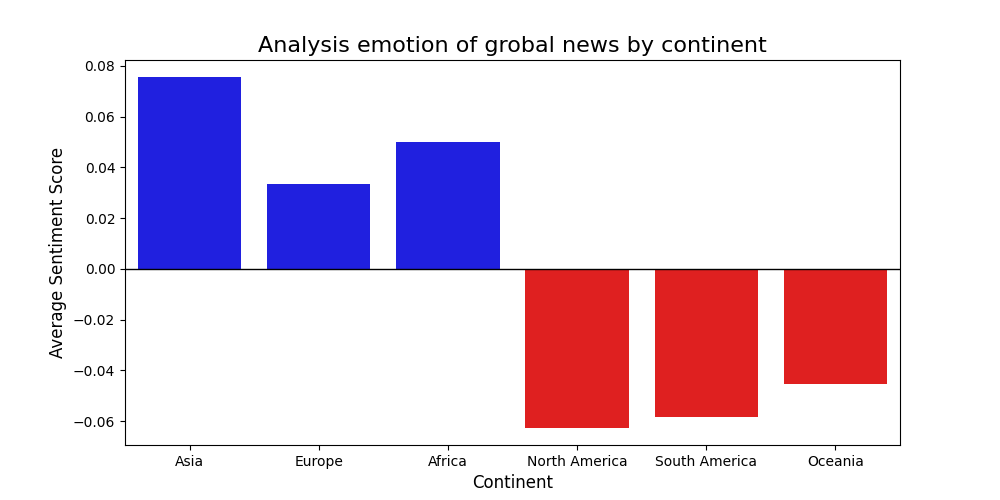 Analysis emotion of grobal news by continent
Average Sentiment Score
0.08
0.06
0.04
0.02
0.00
−0.02
−0.04
−0.06
Asia Europe Africa North America South America Oceania
Continent